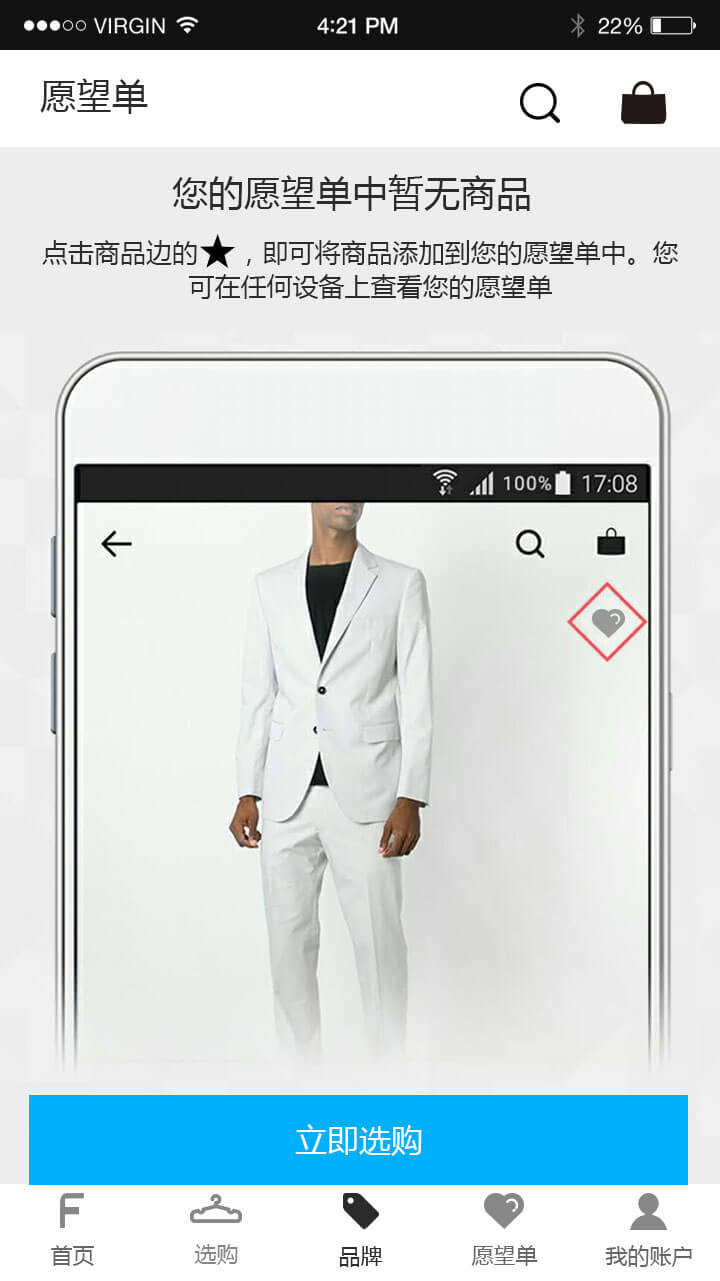 VIRGIN 4:21 PM 22%
愿望单
您的愿望单中暂无商品
点击商品边的★，即可将商品添加到您的愿望单中。您
可在任何设备上查看您的愿望单
100% 17:08
立即选购
F
首页 选购 品牌 愿望单 我的账户